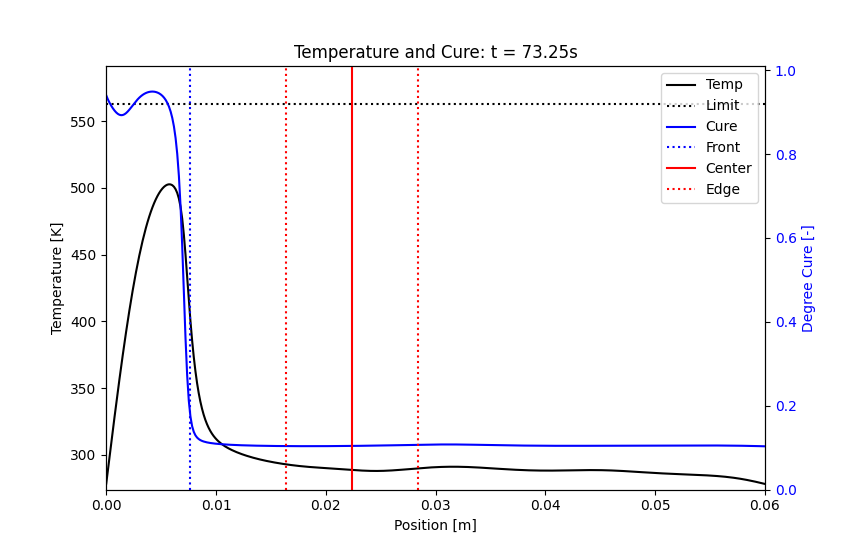 Temperature and Cure: t = 73.25s
Temperature [K]
550
500
450
400
350
300
0.00
0.01
0.02
0.03
0.04
0.05
0.06
Position [m]
1.0
0.8
0.6
0.4
0.2
0.0
Degree Cure [-]
Temp
Limit
Cure
Front
Center
Edge